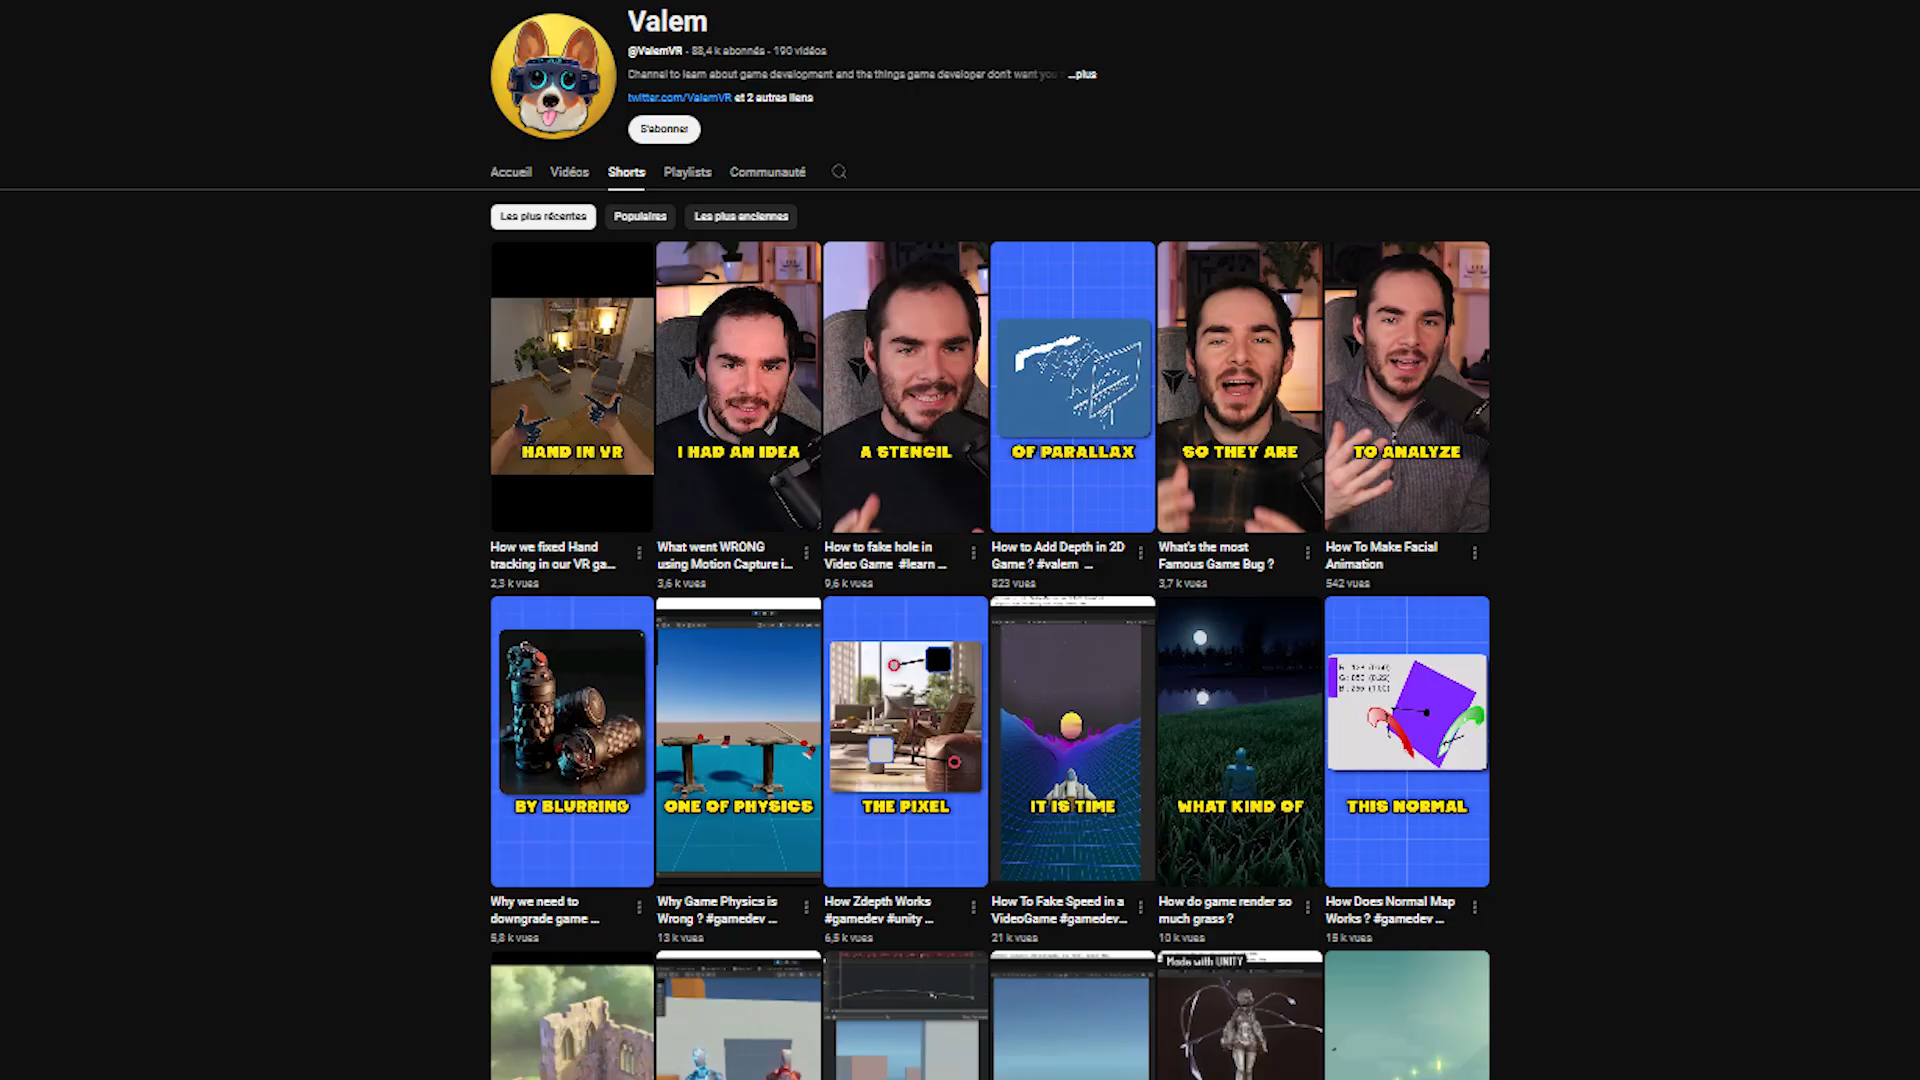 Valem
@ValemVR - 88,4 k abonnés - 190 vidéos
Channel to learn about game development and the things game developer don't want you ...plus
twitter.com/ValemVR et 2 autres liens
S'abonner
Accueil Vidéos Shorts Playlists Communauté
Les plus récentes Populaires Les plus anciennes
HAND IN VR I HAD AN IDEA A STENCIL OF PARALLAX SO THEY ARE TO ANALYZE
How we fixed Hand tracking in our VR ga...
2,3 k vues
What went WRONG using Motion Capture i...
3,6 k vues
How to fake hole in Video Game #learn ...
9,6 k vues
How to Add Depth in 2D Game ? #valem ...
823 vues
What's the most Famous Game Bug ?
3,7 k vues
How To Make Facial Animation
542 vues
BY BLURRING ONE OF PHYSICS THE PIXEL IT IS TIME WHAT KIND OF THIS NORMAL
Why we need to downgrade game ...
5,8 k vues
Why Game Physics is Wrong ? #gamedev ...
13 k vues
How Zdepth Works #gamedev #unity ...
6,5 k vues
How To Fake Speed in a VideoGame #gamedev...
21 k vues
How do game render so much grass ?
10 k vues
How Does Normal Map Works ? #gamedev ...
15 k vues
Made with UNITY